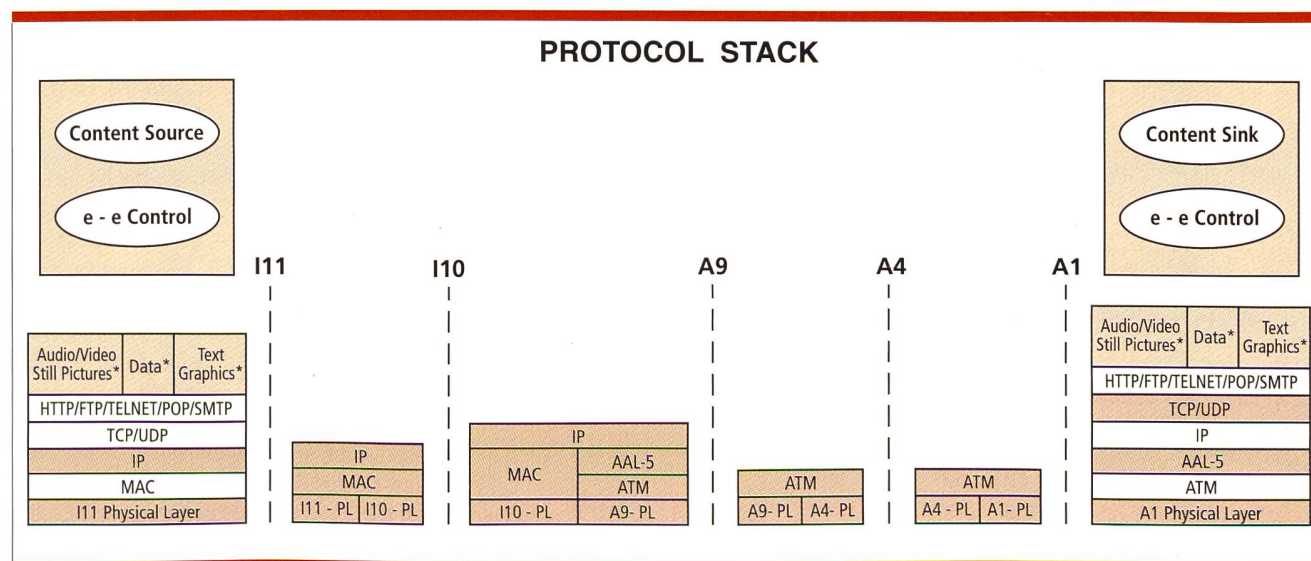 PROTOCOL STACK
Content Source
e - e Control
Content Sink
e - e Control
I11
I10
A9
A4
A1
Audio/Video
Still Pictures*
Data*
Text
Graphics*
HTTP/FTP/TELNET/POP/SMTP
TCP/UDP
IP
MAC
I11 Physical Layer
IP
MAC
I11 - PL
I10 - PL
IP
MAC
AAL-5
ATM
I10 - PL
A9- PL
ATM
A9- PL
A4- PL
ATM
A4 - PL
A1- PL
Audio/Video
Still Pictures*
Data*
Text
Graphics*
HTTP/FTP/TELNET/POP/SMTP
TCP/UDP
IP
AAL-5
ATM
A1 Physical Layer